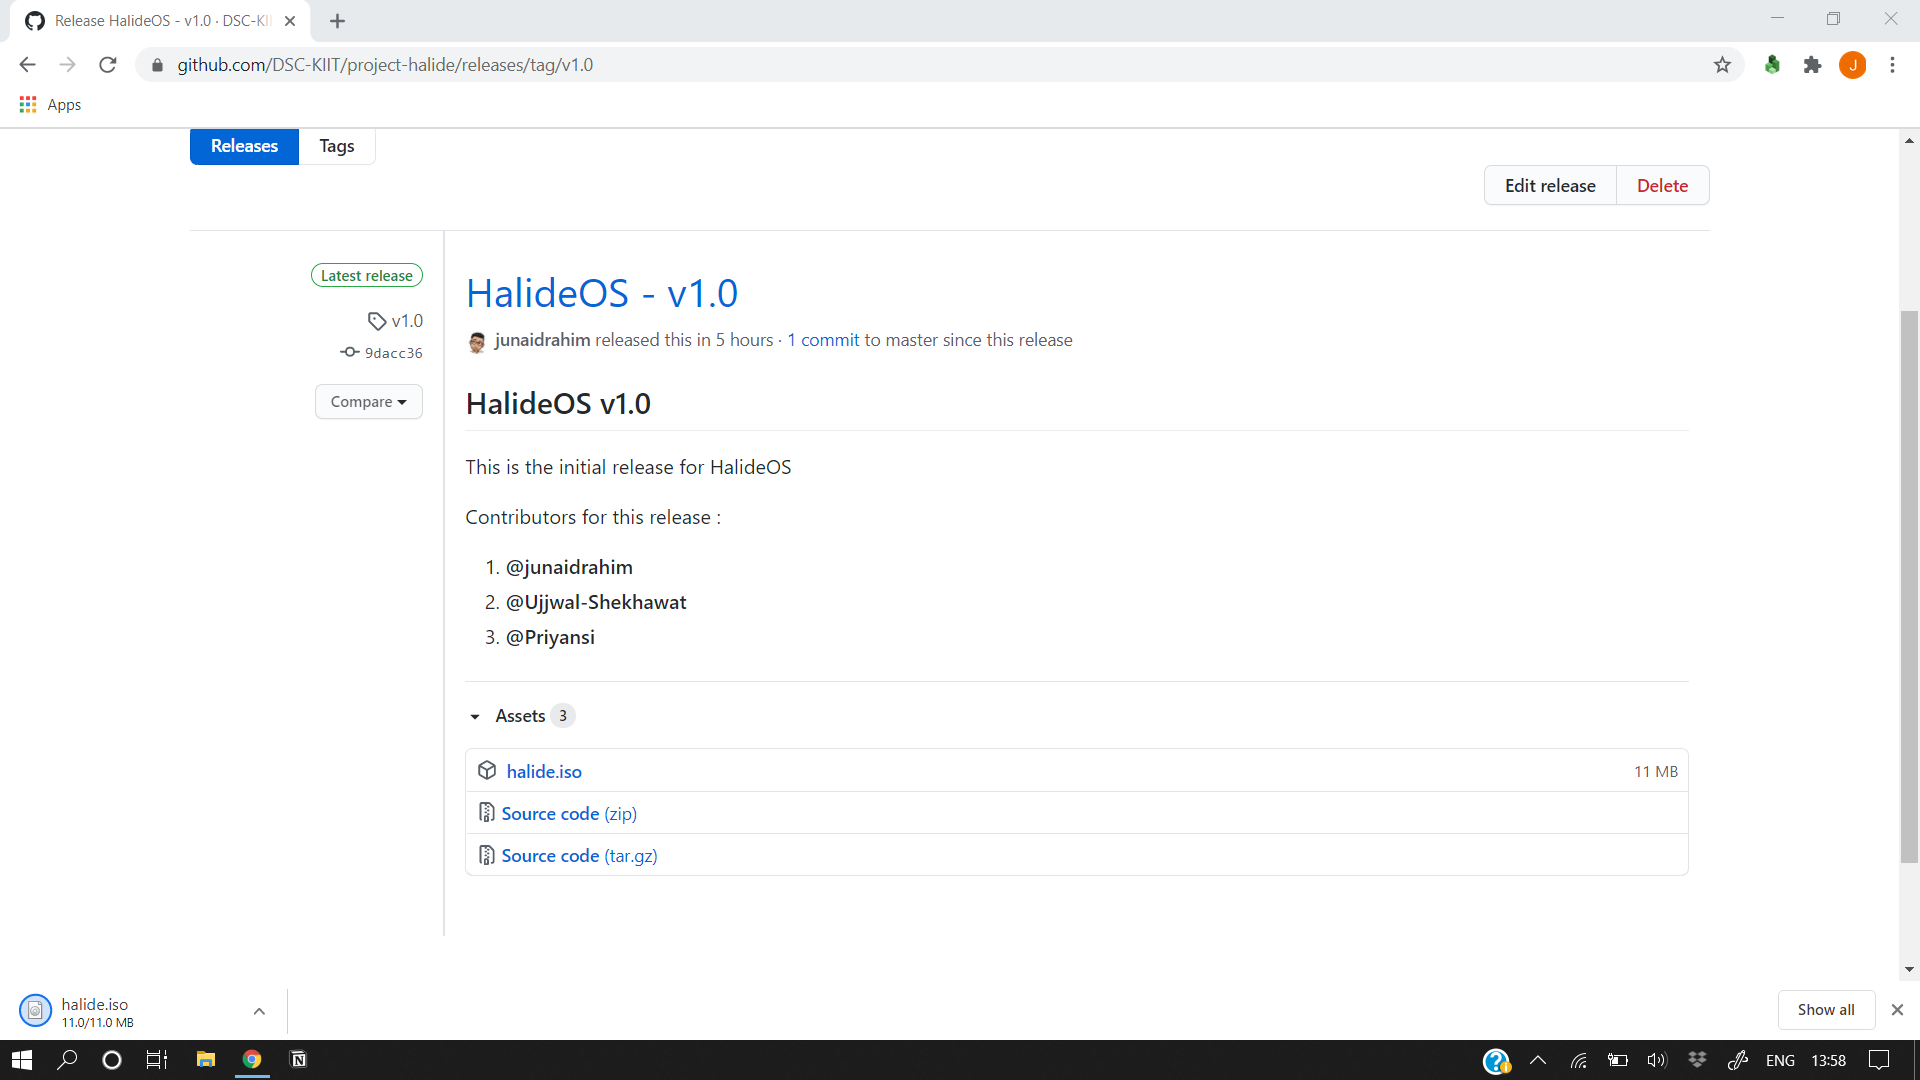 Release HalideOS - v1.0 · DSC-KI
github.com/DSC-KIIT/project-halide/releases/tag/v1.0
J
Apps
Releases
Tags
Edit release
Delete
Latest release
v1.0
9dacc36
Compare
HalideOS - v1.0
junaidrahim released this in 5 hours · 1 commit to master since this release
HalideOS v1.0
This is the initial release for HalideOS
Contributors for this release :
1. @junaidrahim
2. @Ujjwal-Shekhawat
3. @Priyansi
Assets 3
halide.iso
11 MB
Source code (zip)
Source code (tar.gz)
halide.iso
11.0/11.0 MB
Show all
ENG
13:58